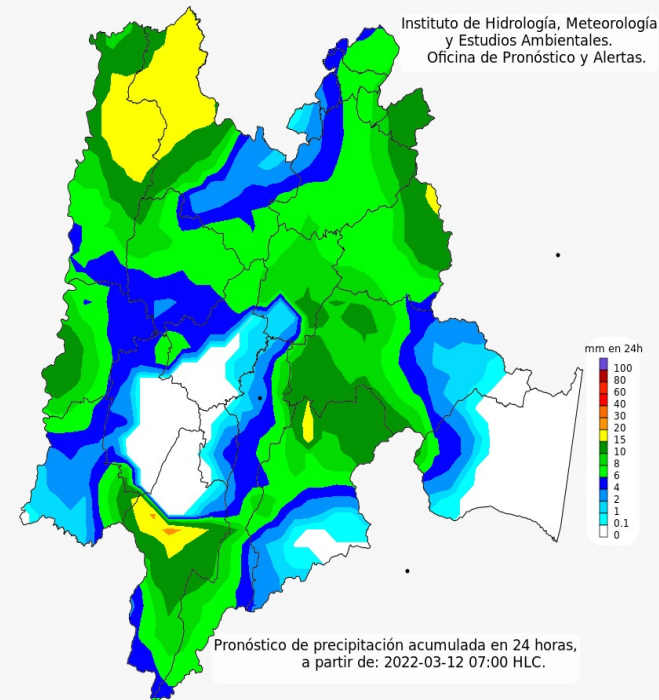 Instituto de Hidrología, Meteorología
y Estudios Ambientales.
Oficina de Pronóstico y Alertas.
mm en 24h
100
80
60
40
30
20
15
10
8
6
4
2
1
0.1
0
Pronóstico de precipitación acumulada en 24 horas,
a partir de: 2022-03-12 07:00 HLC.